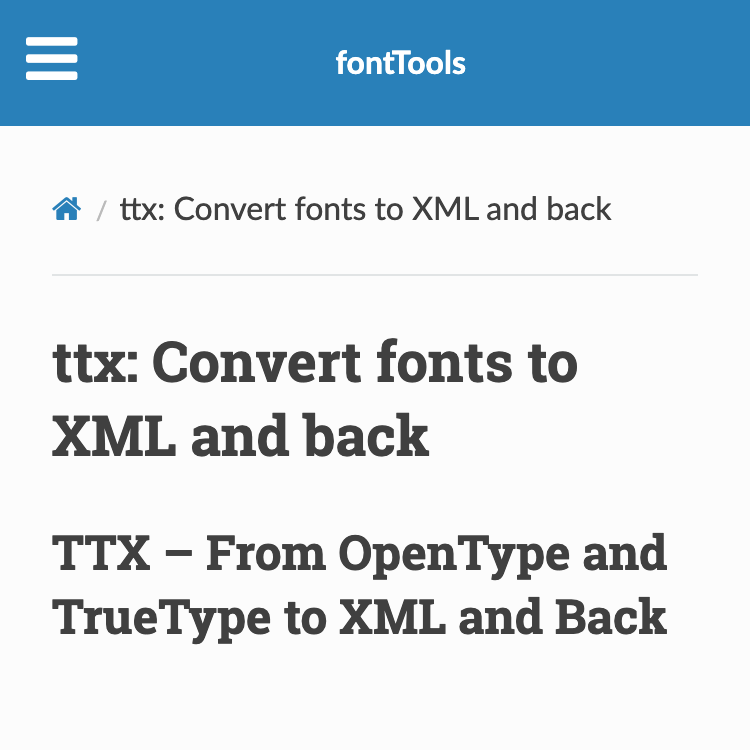 fontTools
/ ttx: Convert fonts to XML and back
ttx: Convert fonts to
XML and back
TTX – From OpenType and
TrueType to XML and Back